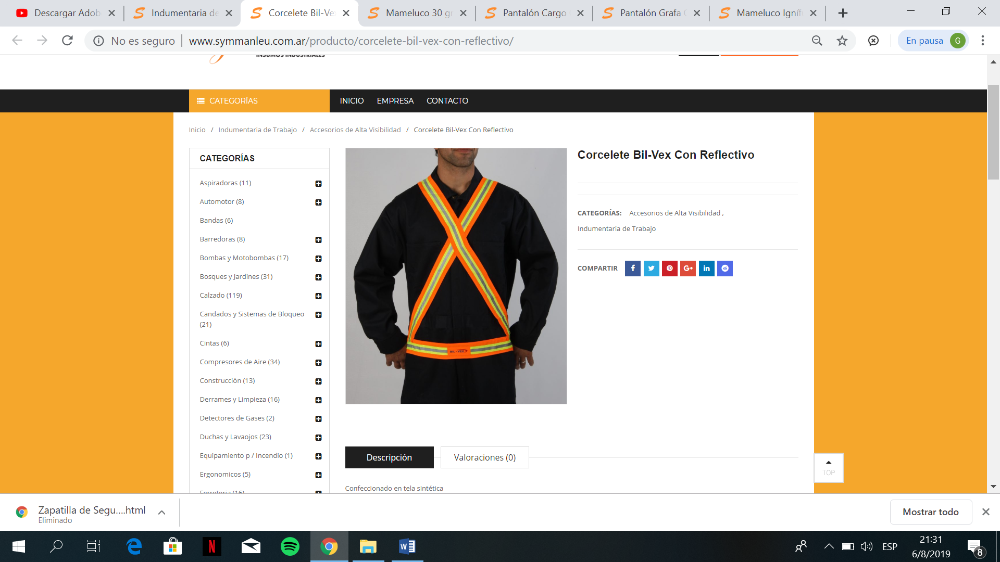 Descargar Adob
Indumentaria de
Corcelete Bil-Ve
Mameluco 30 gr
Pantalón Cargo
Pantalón Grafa
Mameluco Ignífu
No es seguro
www.symmanleu.com.ar/producto/corcelete-bil-vex-con-reflectivo/
En pausa
G
INSUMOS INDUSTRIALES
CATEGORÍAS
INICIO
EMPRESA
CONTACTO
Inicio / Indumentaria de Trabajo / Accesorios de Alta Visibilidad / Corcelete Bil-Vex Con Reflectivo
CATEGORÍAS
Aspiradoras (11)
Automotor (8)
Bandas (6)
Barredoras (8)
Bombas y Motobombas (17)
Bosques y Jardines (31)
Calzado (119)
Candados y Sistemas de Bloqueo
(21)
Cintas (6)
Compresores de Aire (34)
Construcción (13)
Derrames y Limpieza (16)
Detectores de Gases (2)
Duchas y Lavaojos (23)
Equipamiento p / Incendio (1)
Ergonomicos (5)
Ferreteria (16)
BIL-VEX
Corcelete Bil-Vex Con Reflectivo
CATEGORÍAS: Accesorios de Alta Visibilidad ,
Indumentaria de Trabajo
COMPARTIR
Descripción
Valoraciones (0)
Confeccionado en tela sintética
TOP
Zapatilla de Segu....html
Eliminado
Mostrar todo
ESP
21:31
6/8/2019
8